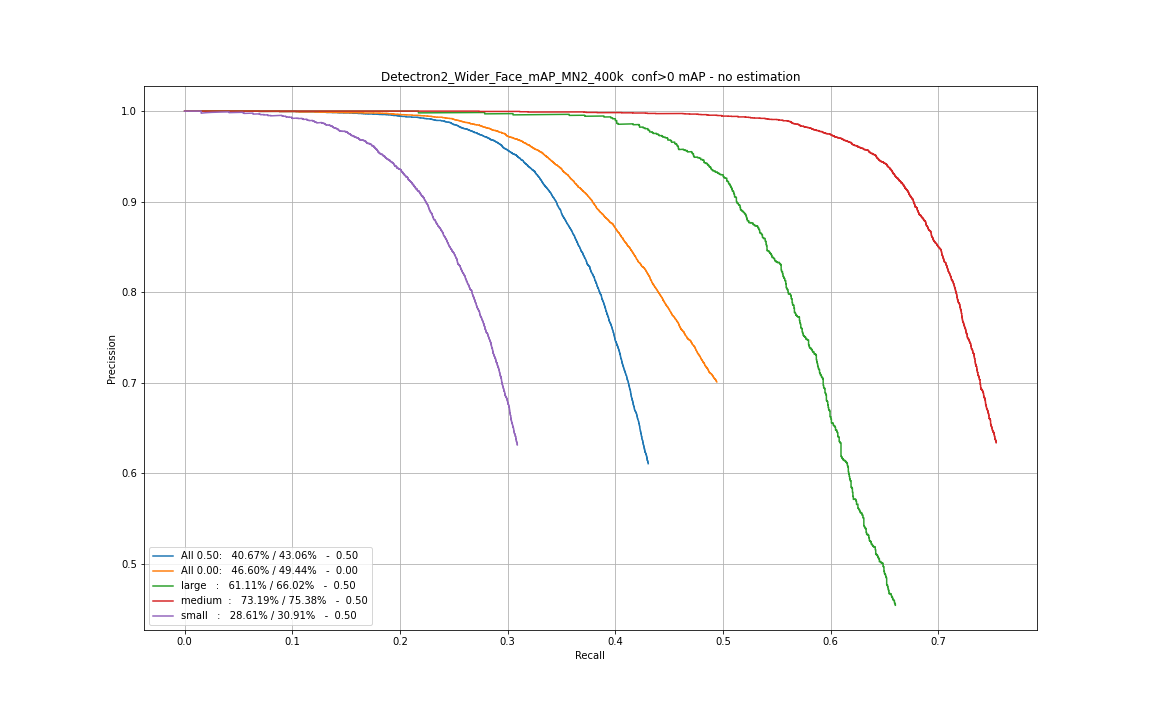 Detectron2_Wider_Face_mAP_MN2_400k  conf>0 mAP - no estimation
1.0
0.9
0.8
0.7
0.6
0.5
Precission
All 0.50:   40.67% / 43.06%   -  0.50
All 0.00:   46.60% / 49.44%   -  0.00
large   :   61.11% / 66.02%   -  0.50
medium  :   73.19% / 75.38%   -  0.50
small   :   28.61% / 30.91%   -  0.50
0.0 0.1 0.2 0.3 0.4 0.5 0.6 0.7
Recall